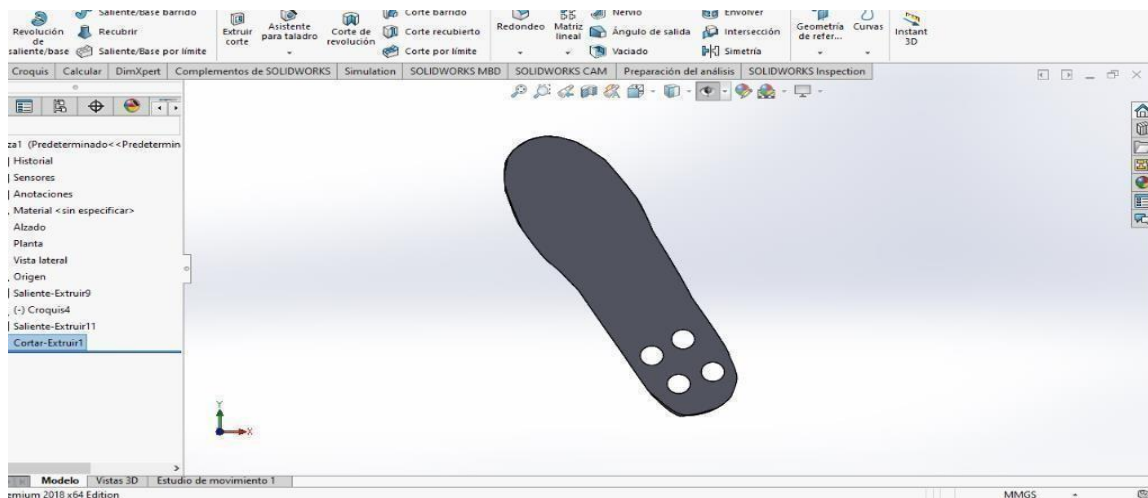 Saliente/Base barrido
Revolución de saliente/base
Recubrir
Saliente/Base por límite
Extruir corte
Asistente para taladro
Corte de revolución
Corte barrido
Corte recubierto
Corte por límite
Redondeo
Matriz lineal
Nervio
Ángulo de salida
Vaciado
Envolver
Intersección
Simetría
Geometría de refer...
Curvas
Instant 3D
Croquis Calcular DimXpert Complementos de SOLIDWORKS Simulation SOLIDWORKS MBD SOLIDWORKS CAM Preparación del análisis SOLIDWORKS Inspection
za1 (Predeterminado<<Predetermin
Historial
Sensores
Anotaciones
Material <sin especificar>
Alzado
Planta
Vista lateral
Origen
Saliente-Extruir9
(-) Croquis4
Saliente-Extruir11
Cortar-Extruir1
Y
X
Modelo Vistas 3D Estudio de movimiento 1
emium 2018 x64 Edition
MMGS